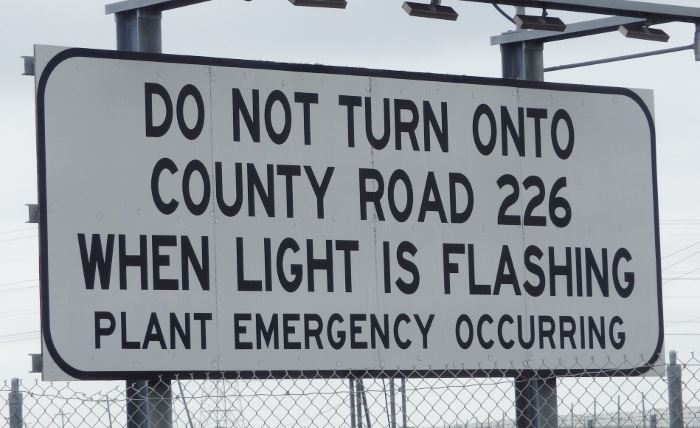 DO NOT TURN ONTO
COUNTY ROAD 226
WHEN LIGHT IS FLASHING
PLANT EMERGENCY OCCURRING